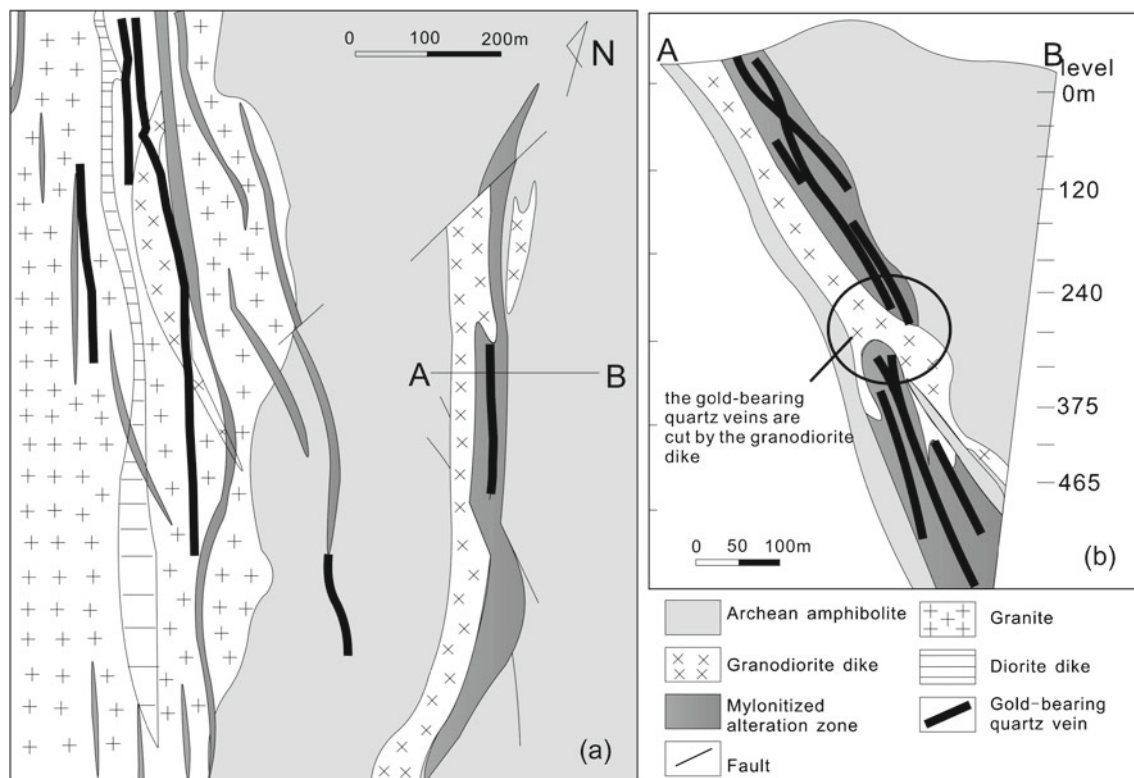 0 100 200m
N
A B
(a)
A B
level
0m
120
240
375
465
the gold-bearing
quartz veins are
cut by the granodiorite
dike
0 50 100m
(b)
Archean amphibolite
Granite
Granodiorite dike
Diorite dike
Mylonitized
alteration zone
Gold-bearing
quartz vein
Fault